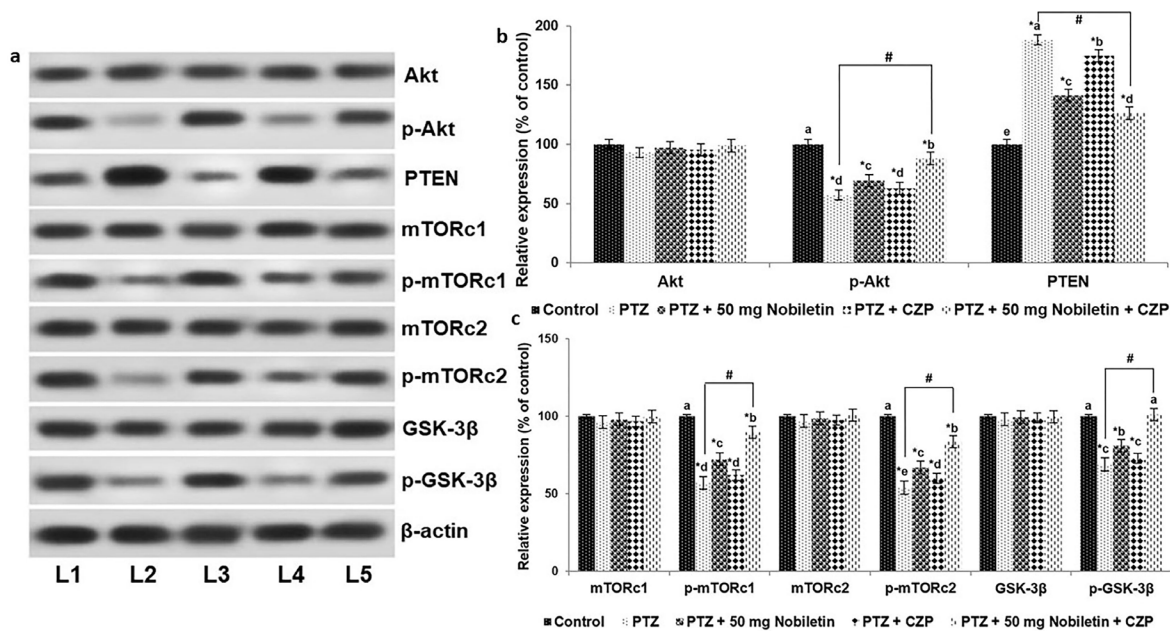 a
Akt
p-Akt
PTEN
mTORc1
p-mTORc1
mTORc2
p-mTORc2
GSK-3β
p-GSK-3β
β-actin
L1 L2 L3 L4 L5
b
Relative expression (% of control)
200
150
100
50
0
a
*d
*c
*d
*b
#
e
*a
*c
*b
*d
#
Akt p-Akt PTEN
Control PTZ PTZ + 50 mg Nobiletin PTZ + CZP PTZ + 50 mg Nobiletin + CZP
c
Relative expression (% of control)
150
100
50
0
a
*d
*c
*d
*b
#
a
*e
*c
*d
*b
#
a
*c
*b
*c
a
#
mTORc1 p-mTORc1 mTORc2 p-mTORc2 GSK-3β p-GSK-3β
Control PTZ PTZ + 50 mg Nobiletin PTZ + CZP PTZ + 50 mg Nobiletin + CZP